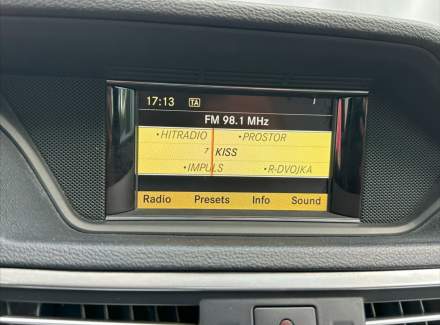 17:13 TA
FM 98.1 MHz
•HITRADIO •PROSTOR
7 KISS
•IMPULS •R-DVOJKA
Radio Presets Info Sound